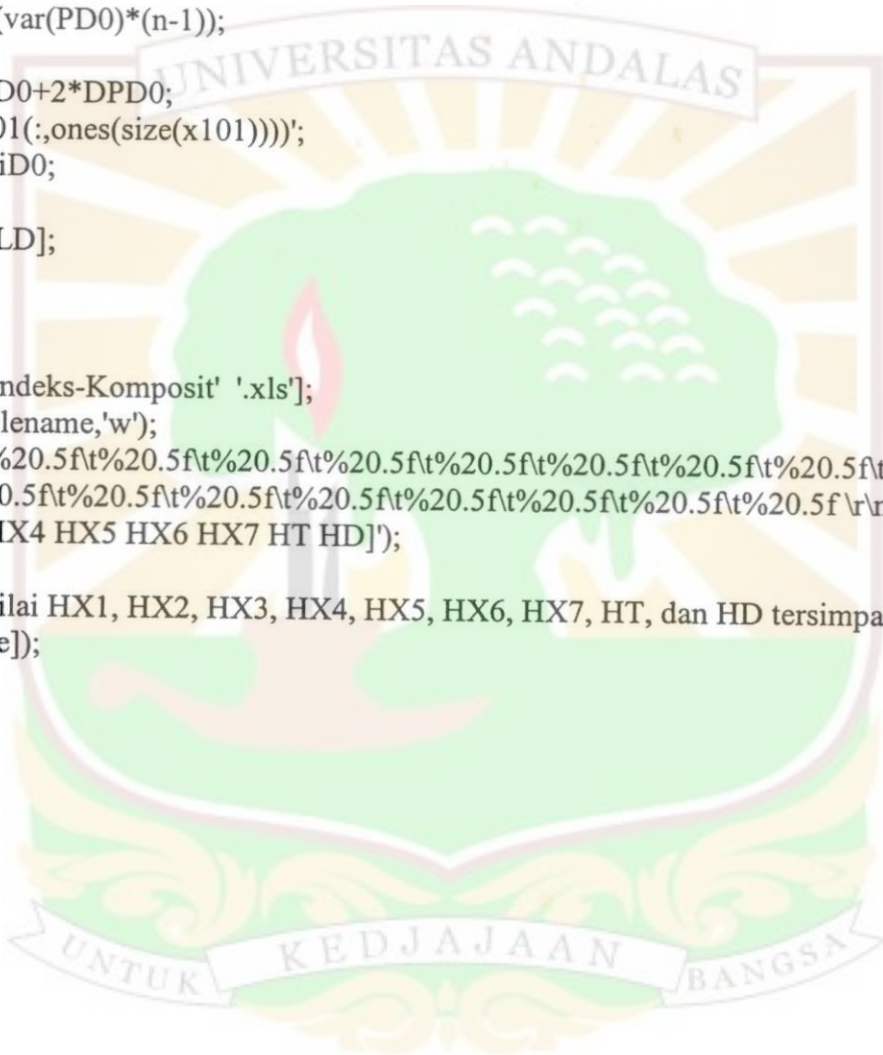 (var(PD0)*(n-1));
UNIVERSITAS ANDALAS
D0+2*DPD0;
01(:,ones(size(x101))))';
iD0;
LD];
ndeks-Komposit' '.xls'];
lename,'w');
%20.5f\t%20.5f\t%20.5f\t%20.5f\t%20.5f\t%20.5f\t%20.5f\t%20.5f\t
0.5f\t%20.5f\t%20.5f\t%20.5f\t%20.5f\t%20.5f\t%20.5f\t%20.5f \r\n
HX4 HX5 HX6 HX7 HT HD]');
ilai HX1, HX2, HX3, HX4, HX5, HX6, HX7, HT, dan HD tersimpa
e]);
UNTUK KEDJAJAAN BANGSA